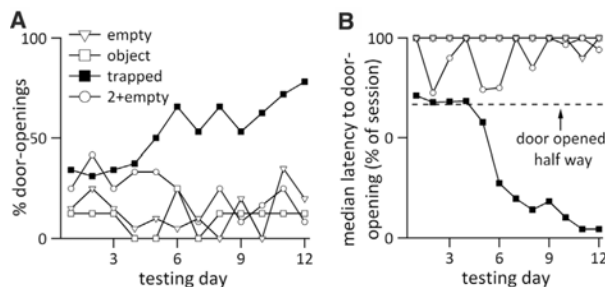 A
B
100
50
0
% door-openings
empty
object
trapped
2+empty
3 6 9 12
testing day
100
0
0
median latency to door-
opening (% of session)
door opened
half way
3 6 9 12
testing day